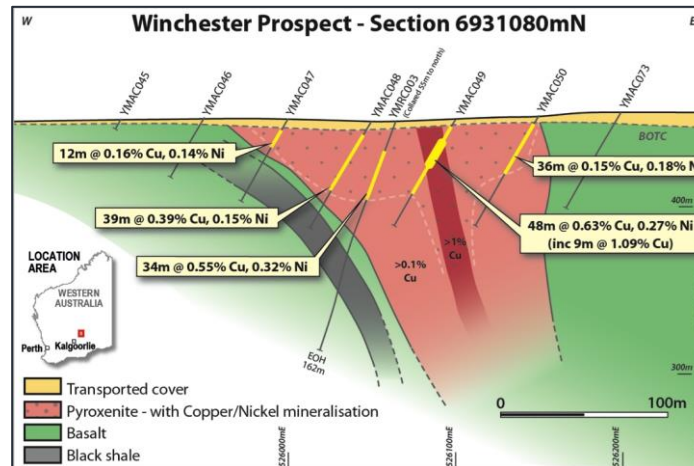 W
Winchester Prospect - Section 6931080mN
E
YMAC045
YMAC046
YMAC047
YMAC048
YMRC003
(Collared 55m to north)
YMAC049
YMAC050
YMAC073
BOTC
12m @ 0.16% Cu, 0.14% Ni
36m @ 0.15% Cu, 0.18% Ni
400m
39m @ 0.39% Cu, 0.15% Ni
48m @ 0.63% Cu, 0.27% Ni
(inc 9m @ 1.09% Cu)
34m @ 0.55% Cu, 0.32% Ni
>1%
Cu
>0.1%
Cu
LOCATION
AREA
WESTERN
AUSTRALIA
Perth
Kalgoorlie
EOH
162m
300m
Transported cover
Pyroxenite - with Copper/Nickel mineralisation
Basalt
Black shale
0
100m
526000mE
526100mE
526200mE